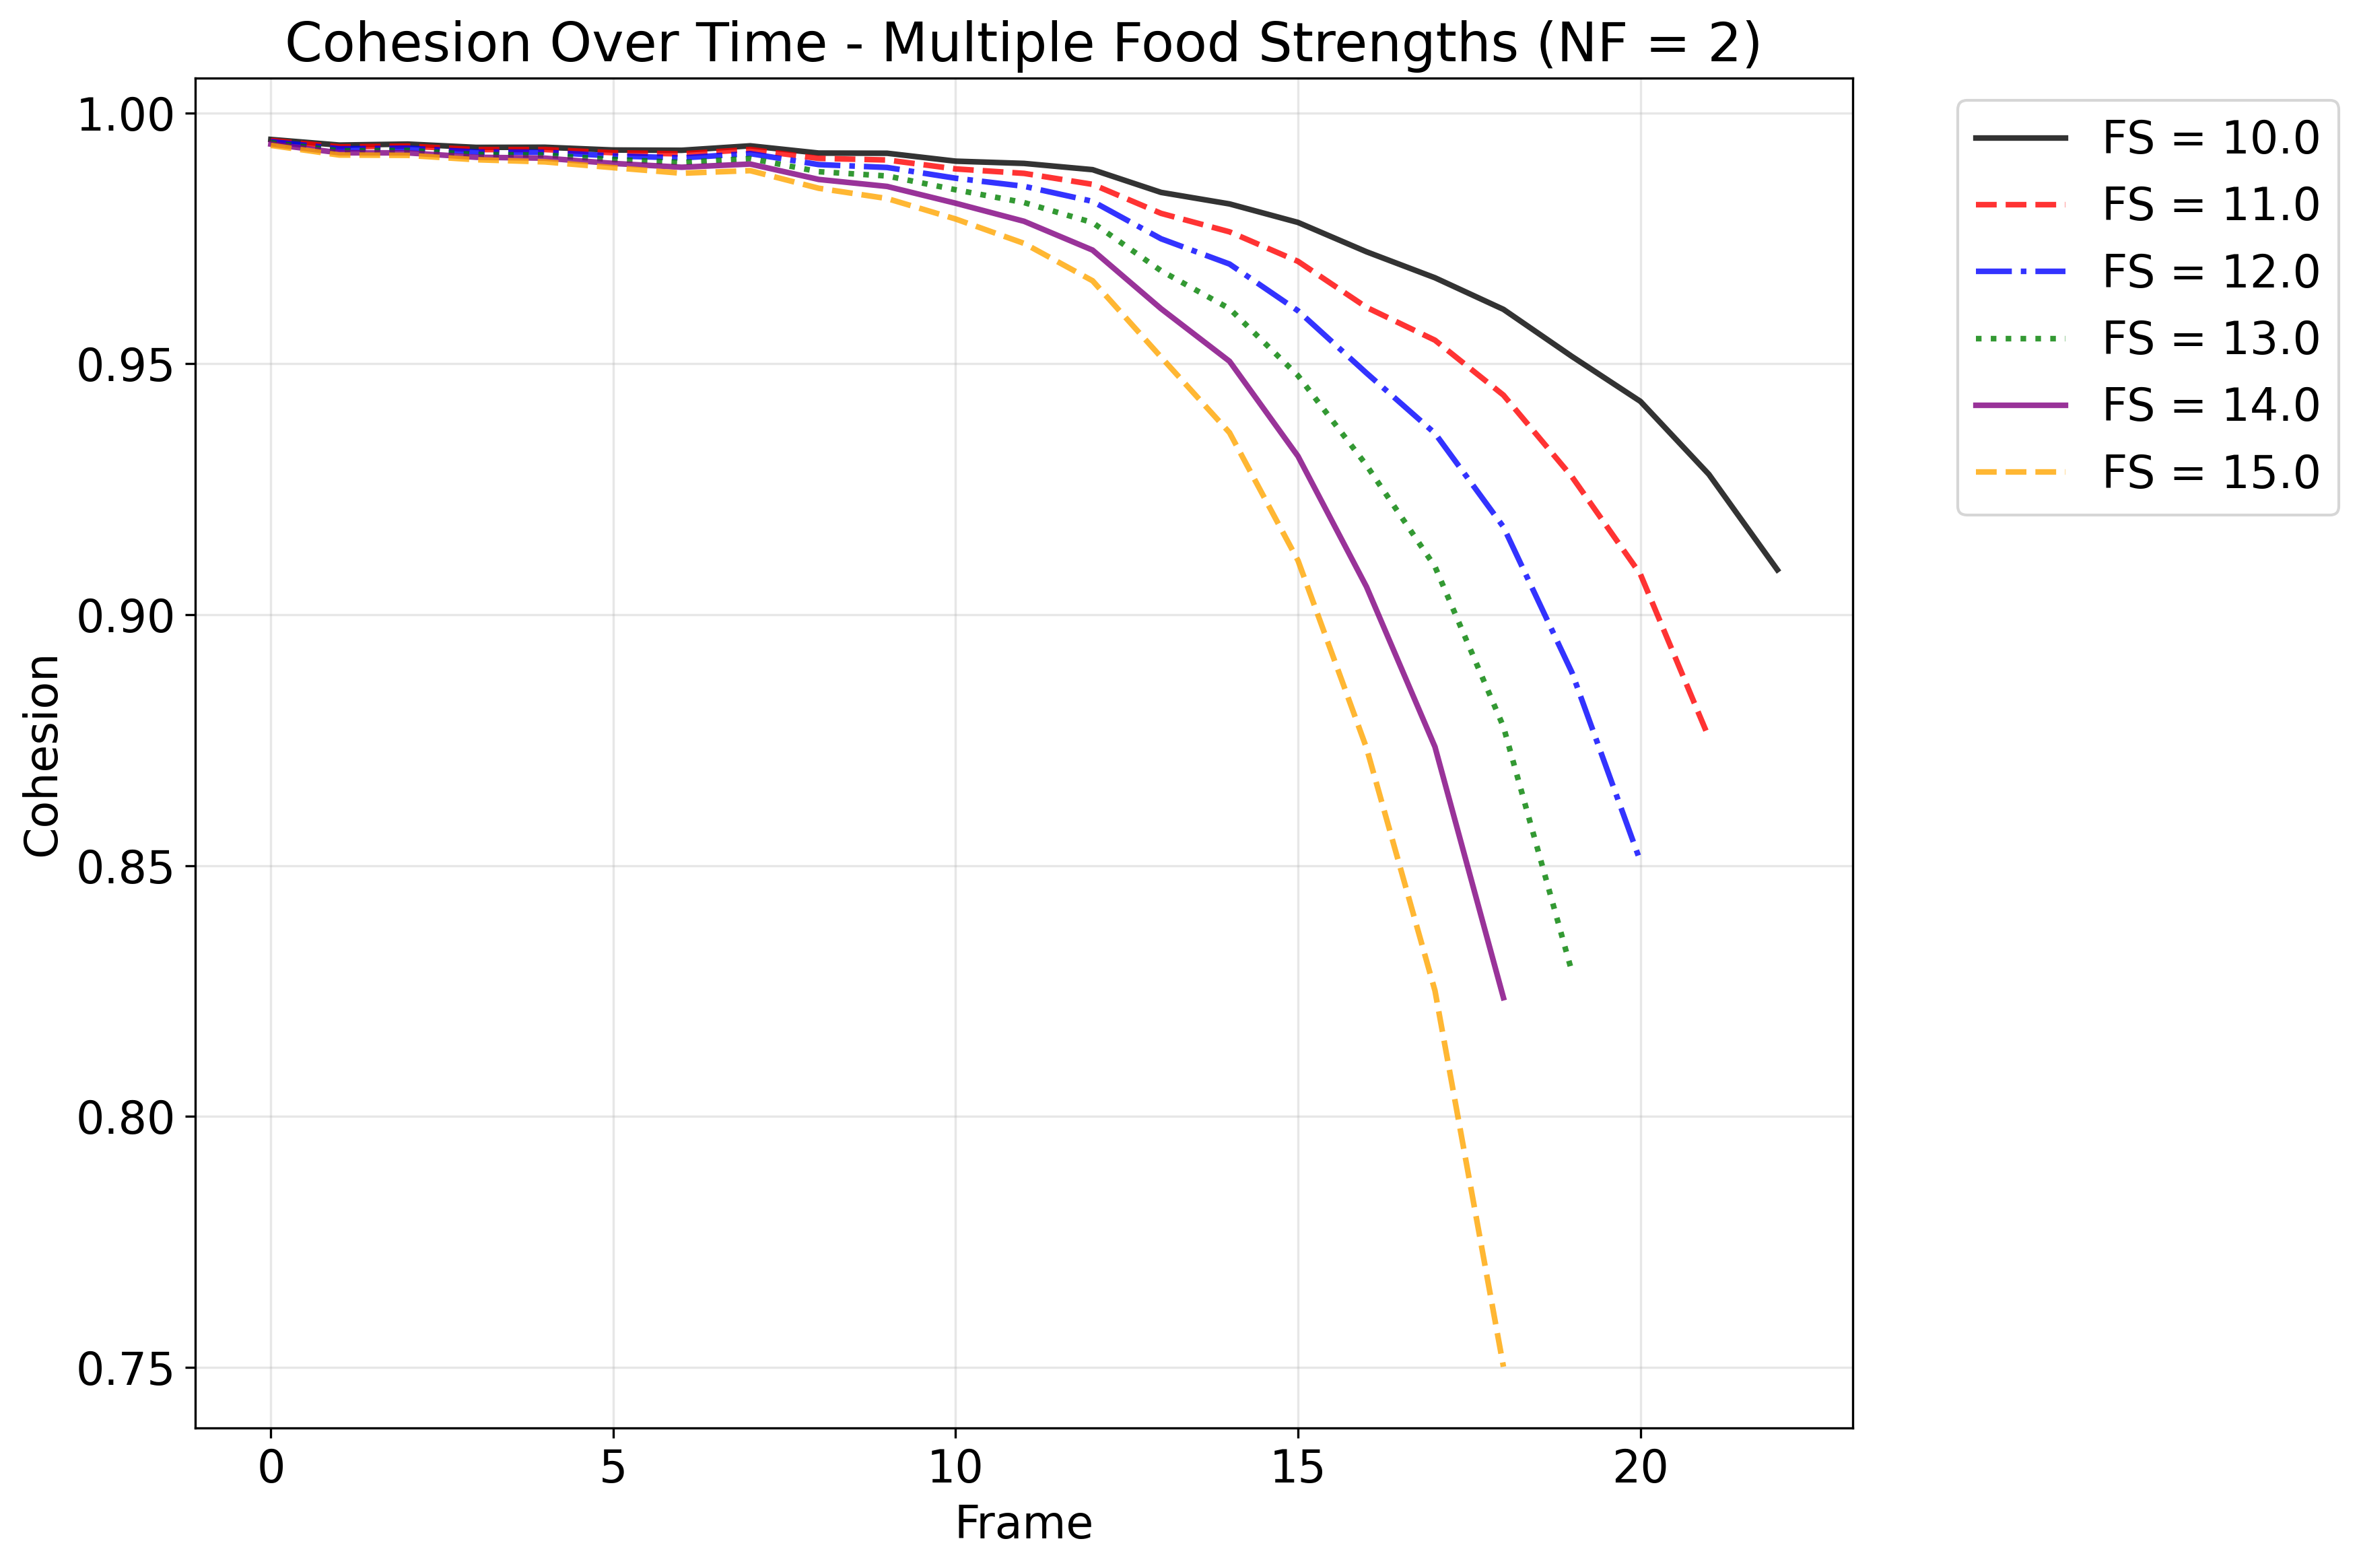 Cohesion Over Time - Multiple Food Strengths (NF = 2)
1.00
0.95
0.90
0.85
0.80
0.75
Cohesion
0 5 10 15 20
Frame
FS = 10.0
FS = 11.0
FS = 12.0
FS = 13.0
FS = 14.0
FS = 15.0